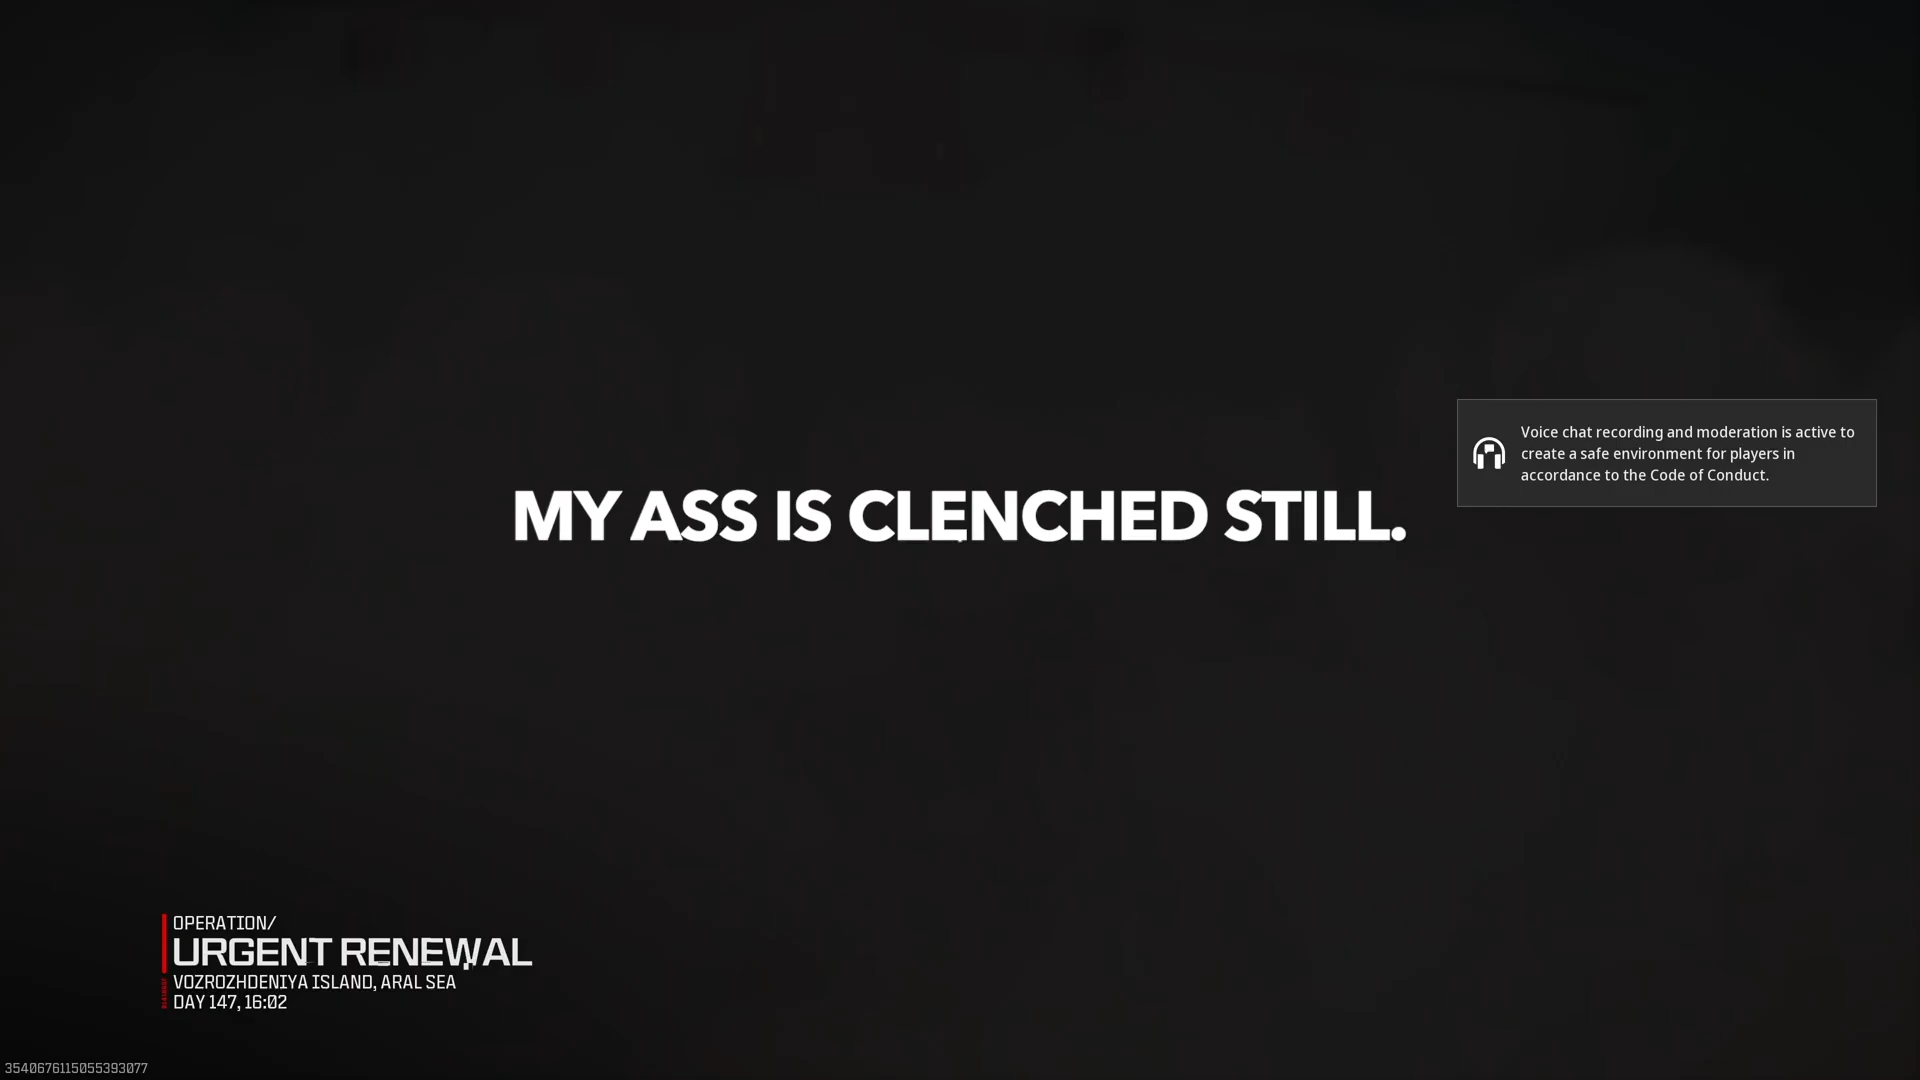 Voice chat recording and moderation is active to
create a safe environment for players in
accordance to the Code of Conduct.
MY ASS IS CLENCHED STILL.
OPERATION/
URGENT RENEWAL
VOZROZHDENIYA ISLAND, ARAL SEA
DAY 147, 16:02
3540676115055393077